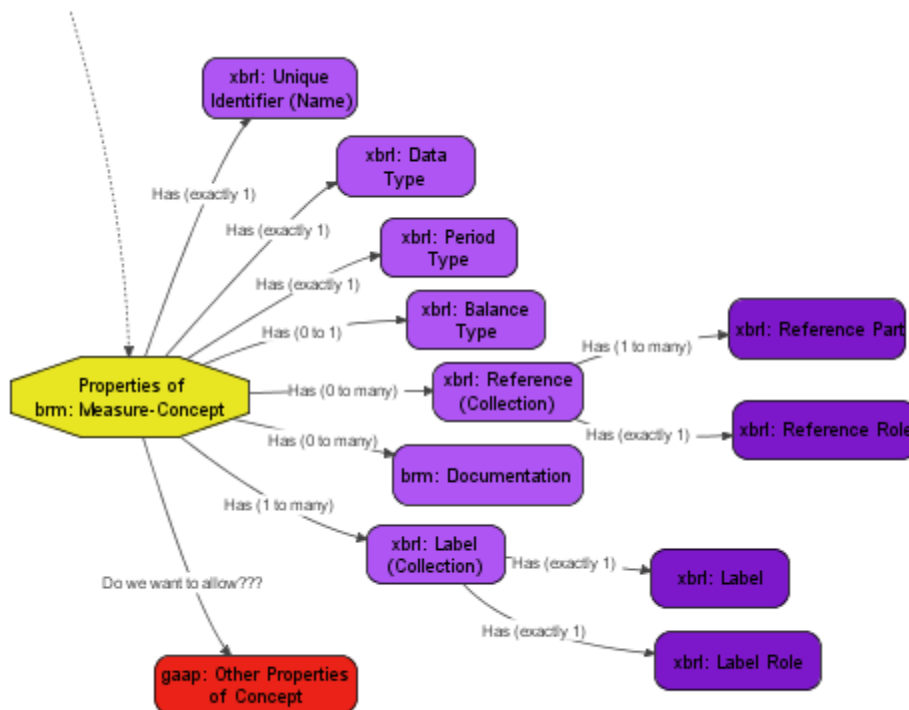 xbrl: Unique
Identifier (Name)
xbrl: Data
Type
Has (exactly 1)
Has (exactly 1)
xbrl: Period
Type
Has (exactly 1)
xbrl: Balance
Type
Has (0 to 1)
xbrl: Reference Part
Has (1 to many)
Properties of
brm: Measure-Concept
Has (0 to many)
xbrl: Reference
(Collection)
Has (exactly 1)
xbrl: Reference Role
Has (0 to many)
brm: Documentation
Has (1 to many)
xbrl: Label
(Collection)
Has (exactly 1)
xbrl: Label
Do we want to allow???
Has (exactly 1)
xbrl: Label Role
gaap: Other Properties
of Concept